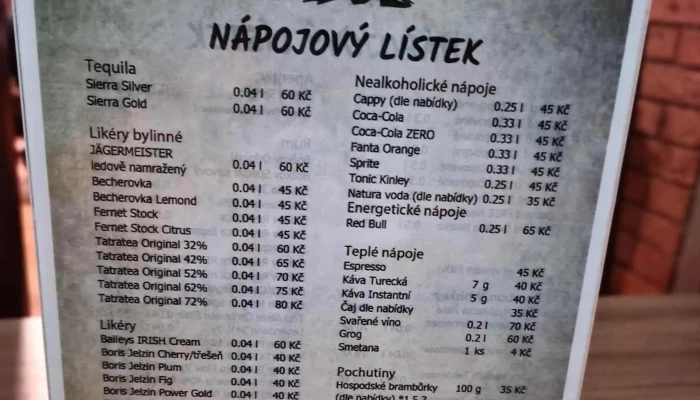 NÁPOJOVÝ LÍSTEK
Tequila
Sierra Silver 0.04 l 60 Kč
Sierra Gold 0.04 l 60 Kč
Likéry bylinné
JÄGERMEISTER
ledově namražený 0.04 l 60 Kč
Becherovka 0.04 l 45 Kč
Becherovka Lemond 0.04 l 45 Kč
Fernet Stock 0.04 l 45 Kč
Fernet Stock Citrus 0.04 l 45 Kč
Tatratea Original 32% 0.04 l 60 Kč
Tatratea Original 42% 0.04 l 65 Kč
Tatratea Original 52% 0.04 l 70 Kč
Tatratea Original 62% 0.04 l 75 Kč
Tatratea Original 72% 0.04 l 80 Kč
Likéry
Baileys IRISH Cream 0.04 l 60 Kč
Boris Jelzin Cherry/třešeň 0.04 l 40 Kč
Boris Jelzin Plum 0.04 l 40 Kč
Boris Jelzin Fig 0.04 l 40 Kč
Boris Jelzin Power Gold 0.04 l 40 Kč
Nealkoholické nápoje
Cappy (dle nabídky) 0.25 l 45 Kč
Coca-Cola 0.33 l 45 Kč
Coca-Cola ZERO 0.33 l 45 Kč
Fanta Orange 0.33 l 45 Kč
Sprite 0.33 l 45 Kč
Tonic Kinley 0.25 l 45 Kč
Natura voda (dle nabídky) 0.25 l 35 Kč
Energetické nápoje
Red Bull 0.25 l 65 Kč
Teplé nápoje
Espresso 45 Kč
Káva Turecká 7 g 40 Kč
Káva Instantní 5 g 40 Kč
Čaj dle nabídky 35 Kč
Svařené víno 0.2 l 70 Kč
Grog 0.2 l 60 Kč
Smetana 1 ks 4 Kč
Pochutiny
Hospodské brambůrky 100 g 35 Kč
(dle nabídky)